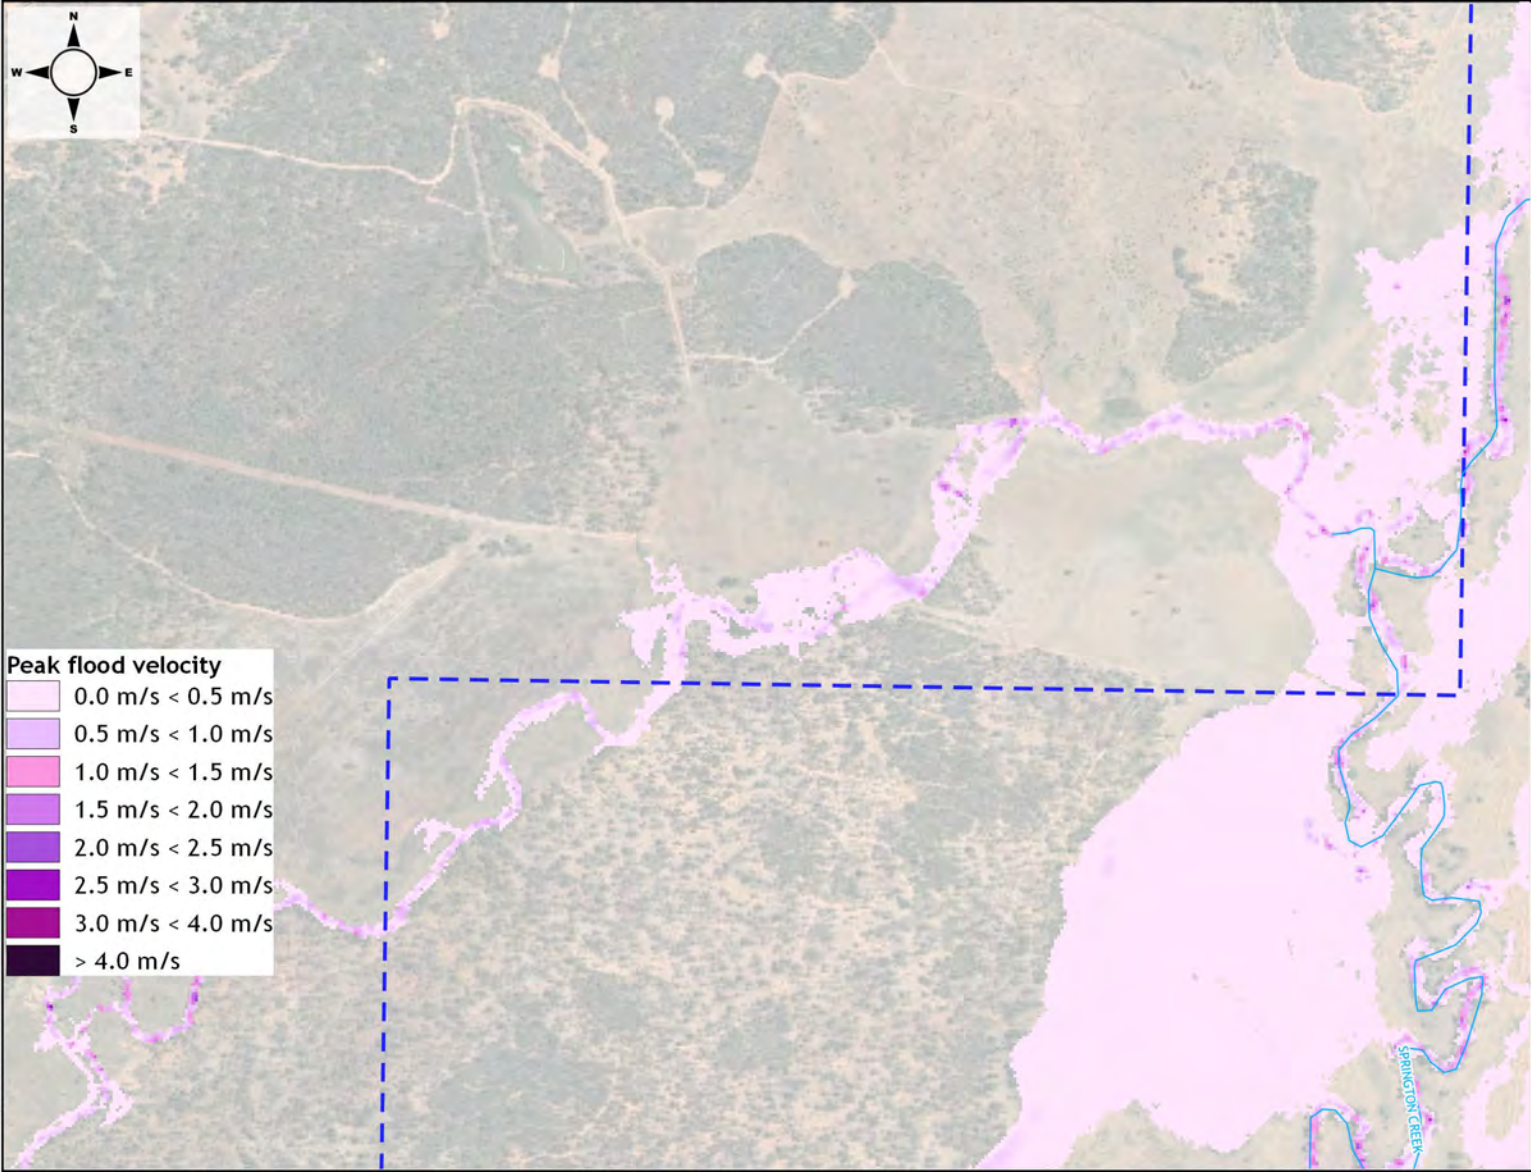 N
W E
S
Peak flood velocity
0.0 m/s < 0.5 m/s
0.5 m/s < 1.0 m/s
1.0 m/s < 1.5 m/s
1.5 m/s < 2.0 m/s
2.0 m/s < 2.5 m/s
2.5 m/s < 3.0 m/s
3.0 m/s < 4.0 m/s
> 4.0 m/s
SPRINGTON CREEK